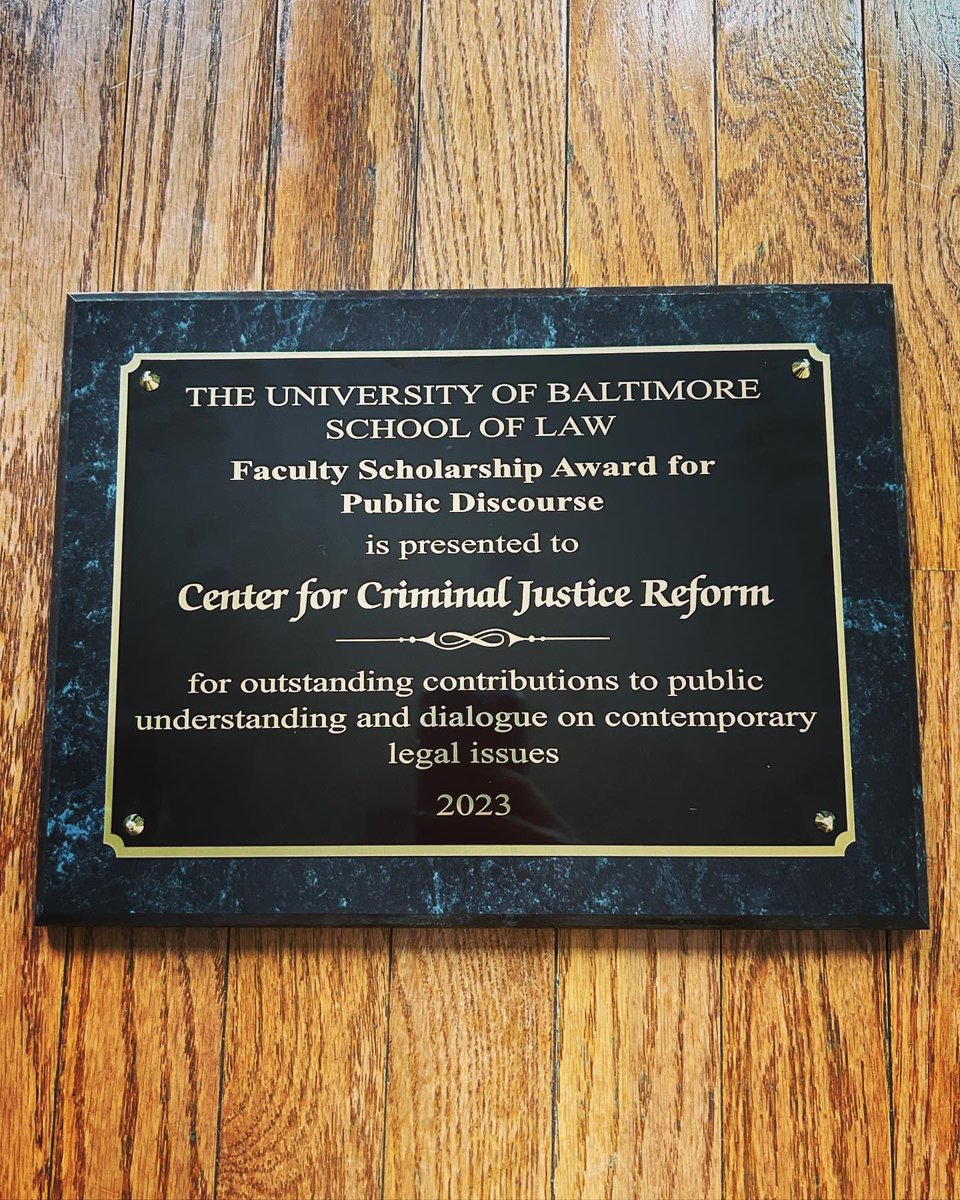 THE UNIVERSITY OF BALTIMORE
SCHOOL OF LAW
Faculty Scholarship Award for
Public Discourse
is presented to
Center for Criminal Justice Reform
for outstanding contributions to public
understanding and dialogue on contemporary
legal issues
2023